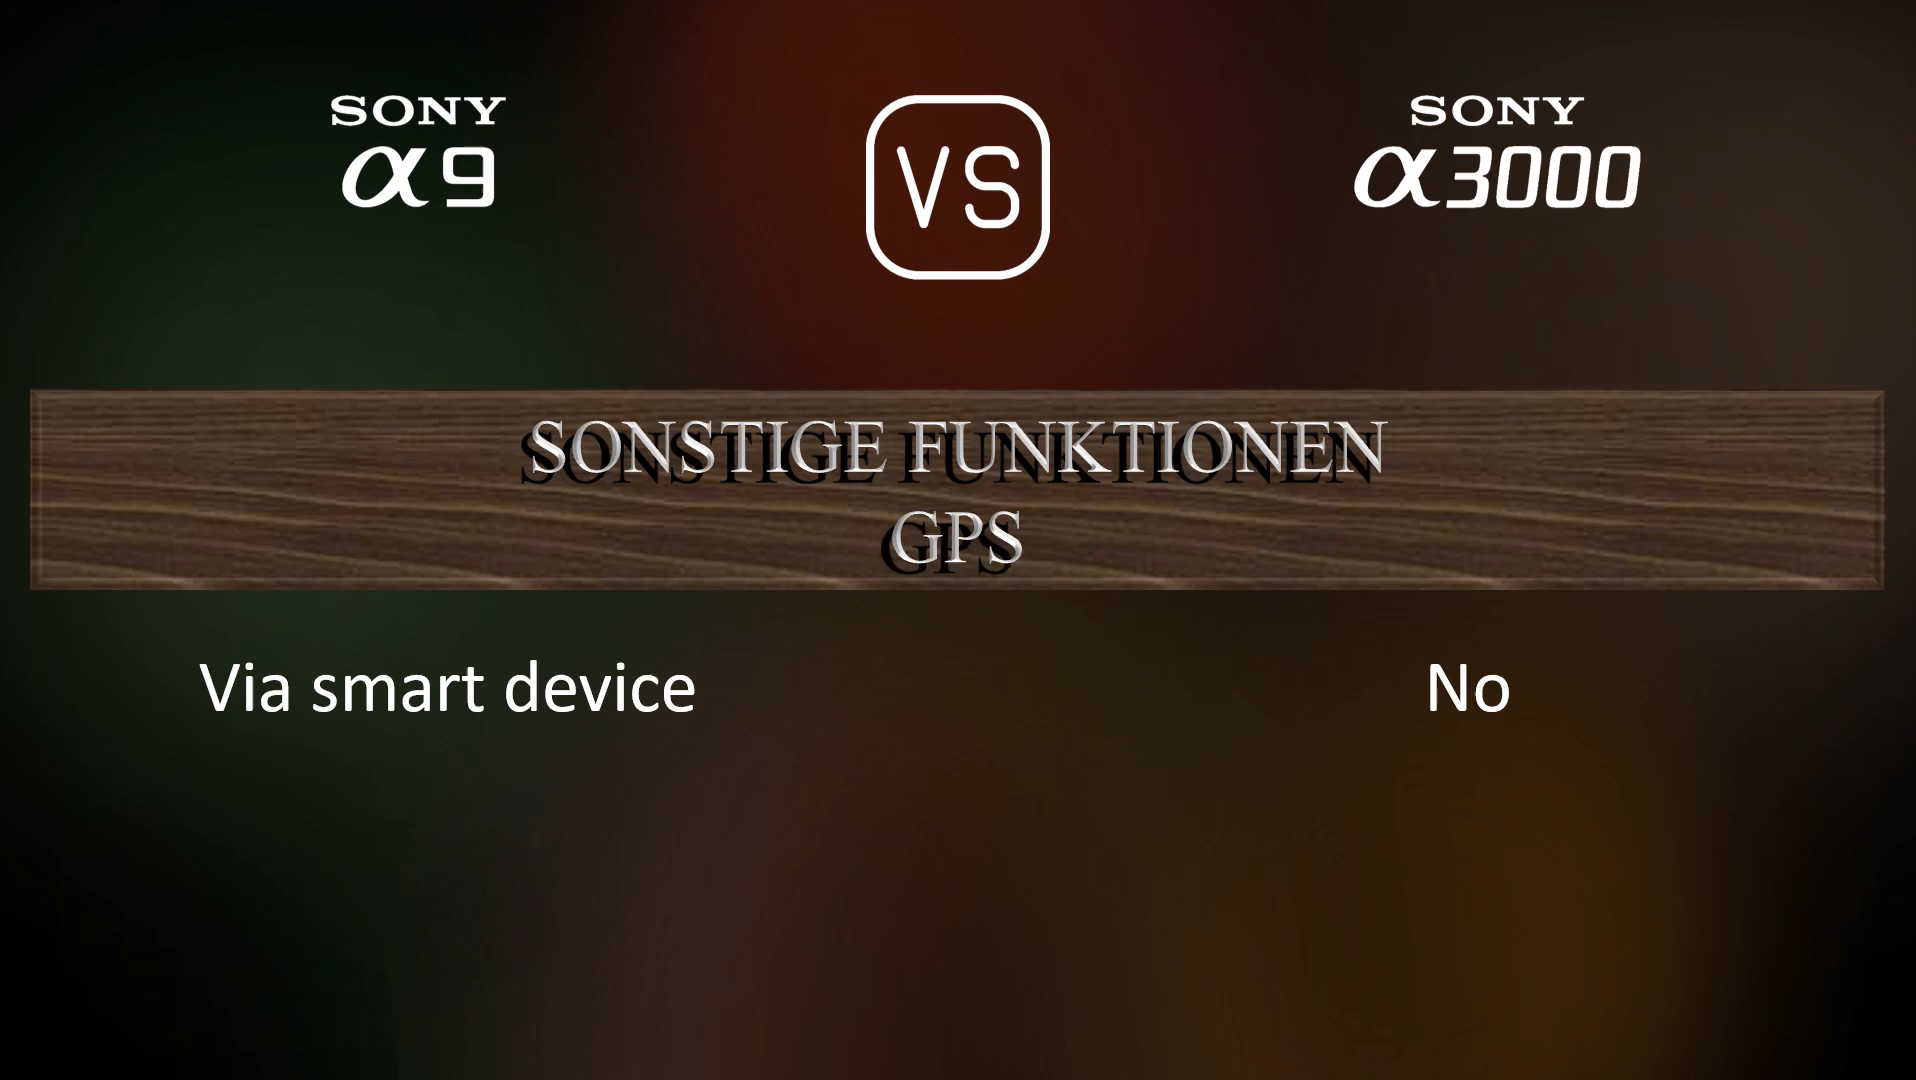 SONY
α9
VS
SONY
α3000
SONSTIGE FUNKTIONEN
GPS
Via smart device
No